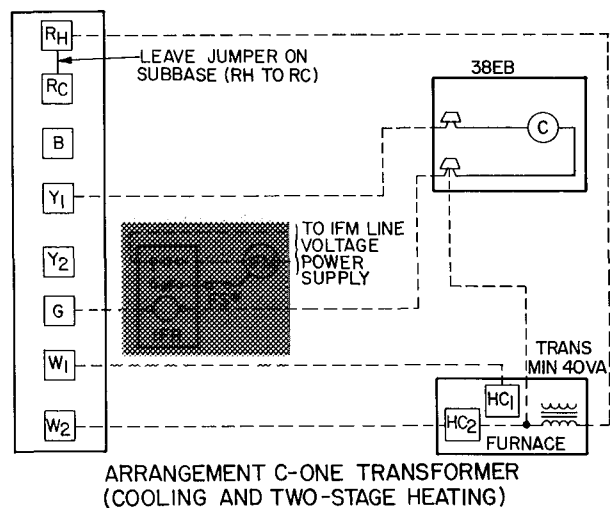 RH
LEAVE JUMPER ON
SUBBASE (RH TO RC)
RC
38EB
C
B
Y1
TO IFM LINE
VOLTAGE
POWER
SUPPLY
Y2
G
W1
TRANS
MIN 40VA
HC1
W2
HC2
FURNACE
ARRANGEMENT C-ONE TRANSFORMER
(COOLING AND TWO-STAGE HEATING)